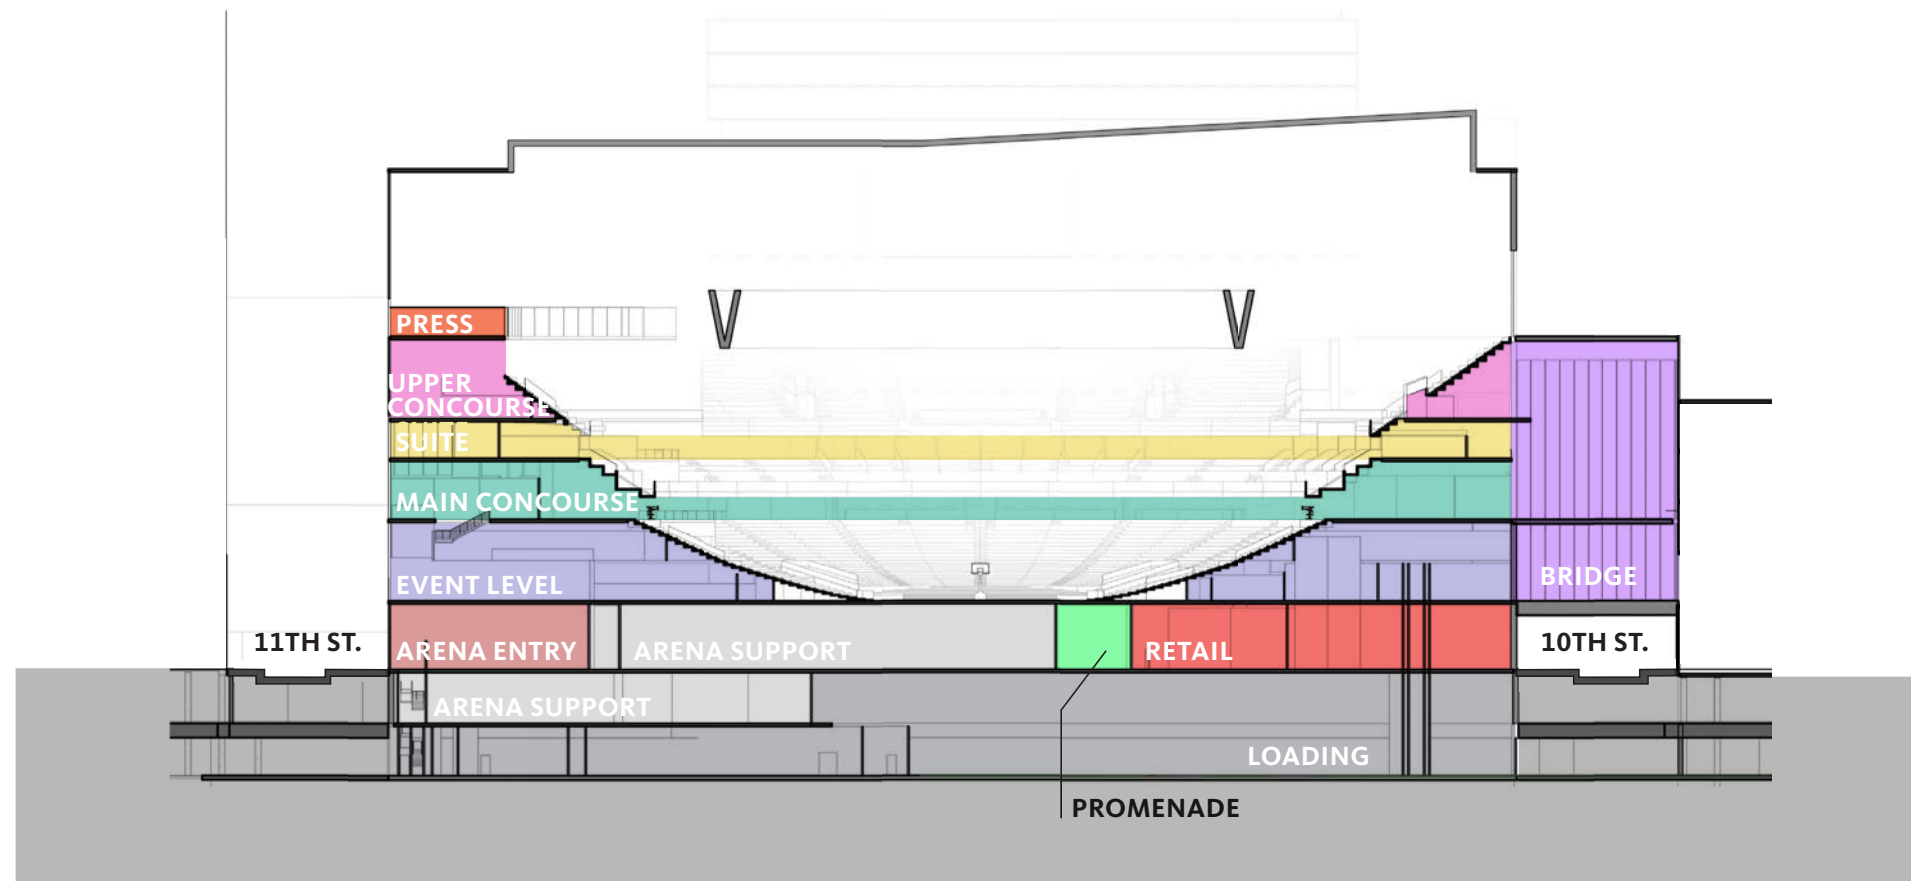 PRESS
UPPER
CONCOURSE
SUITE
MAIN CONCOURSE
EVENT LEVEL
BRIDGE
11TH ST.
ARENA ENTRY
ARENA SUPPORT
RETAIL
10TH ST.
ARENA SUPPORT
LOADING
PROMENADE